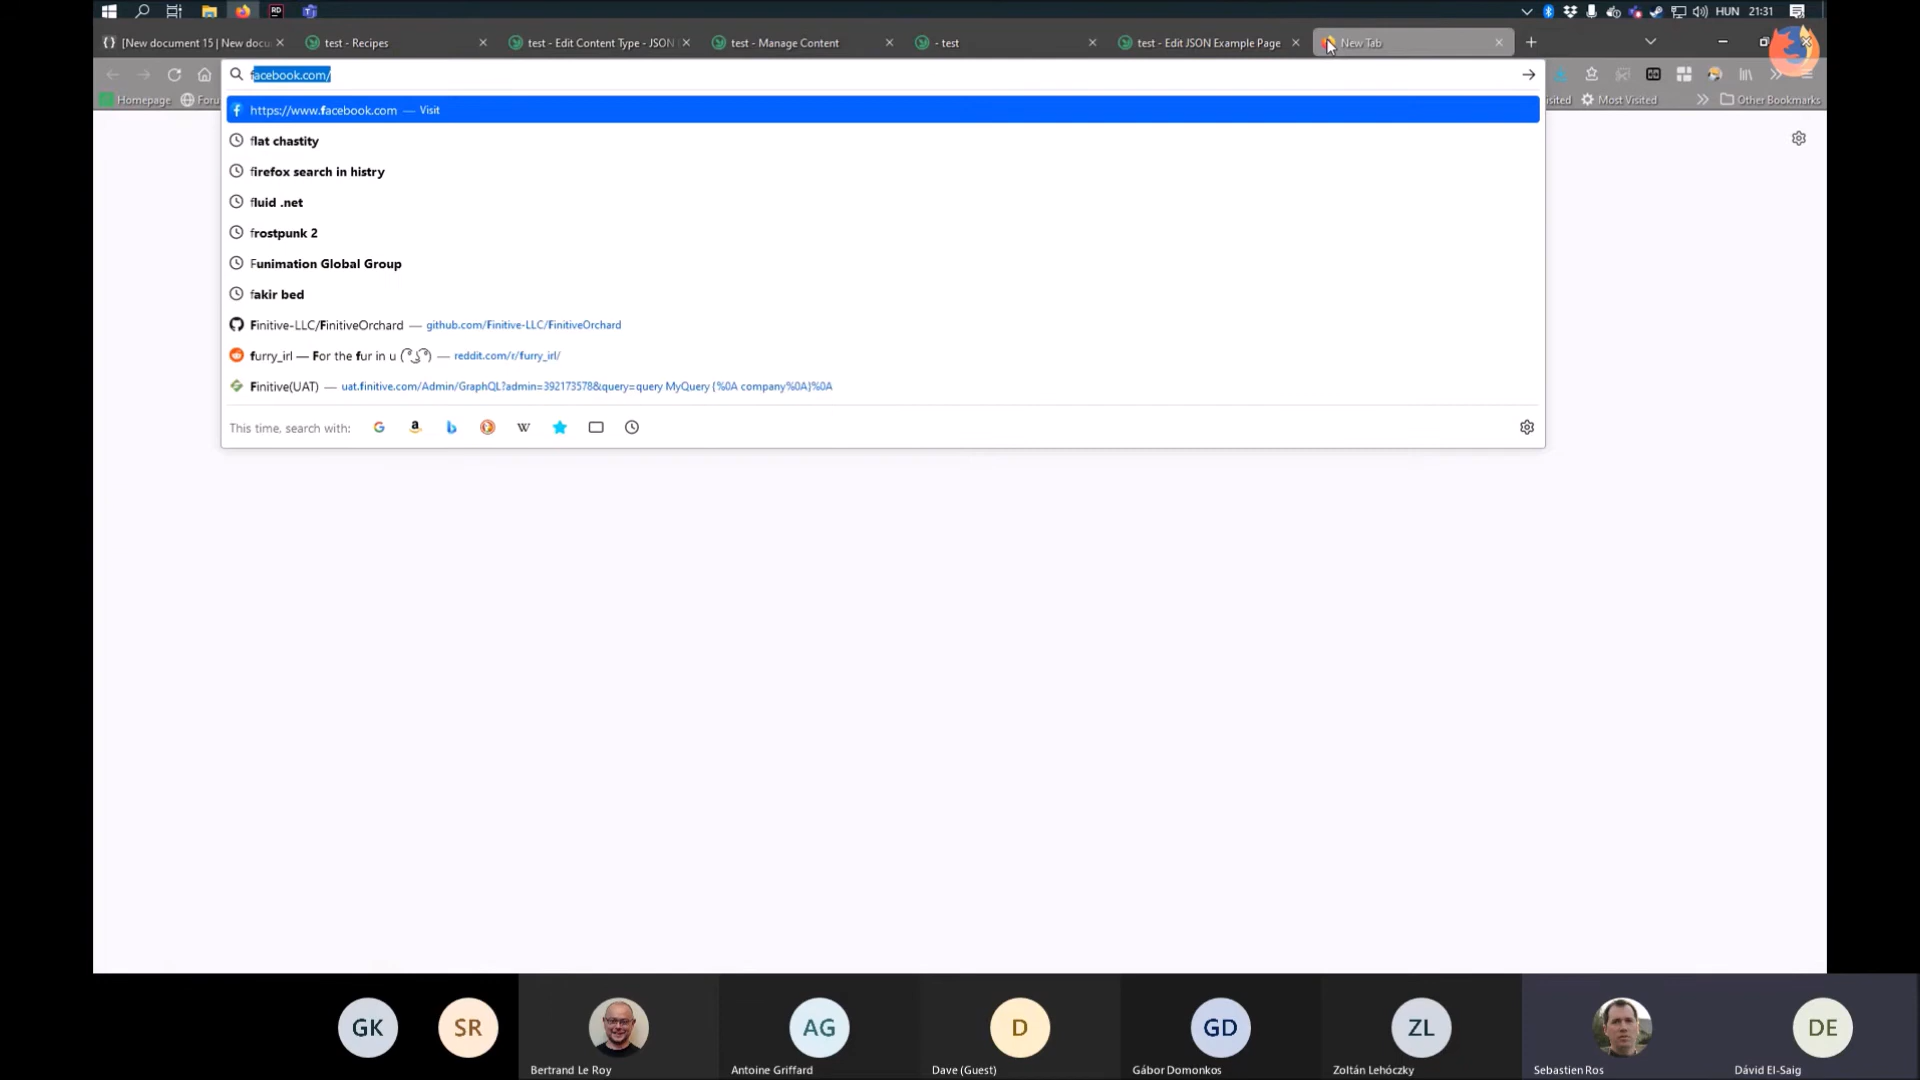 HUN 21:31
[New document 15 | New docu
test - Recipes
test - Edit Content Type - JSON
test - Manage Content
- test
test - Edit JSON Example Page
New Tab
facebook.com/
Homepage
Foru
isited
Most Visited
Other Bookmarks
https://www.facebook.com — Visit
flat chastity
firefox search in histry
fluid .net
frostpunk 2
Funimation Global Group
fakir bed
Finitive-LLC/FinitiveOrchard — github.com/Finitive-LLC/FinitiveOrchard
furry_irl — For the fur in u ( ͡° ͜ʖ ͡°) — reddit.com/r/furry_irl/
Finitive(UAT) — uat.finitive.com/Admin/GraphQL?admin=392173578&query=query MyQuery {%0A company%0A}%0A
This time, search with:
GK
SR
AG
D
GD
ZL
DE
Bertrand Le Roy
Antoine Griffard
Dave (Guest)
Gábor Domonkos
Zoltán Lehóczky
Sebastien Ros
Dávid El-Saig